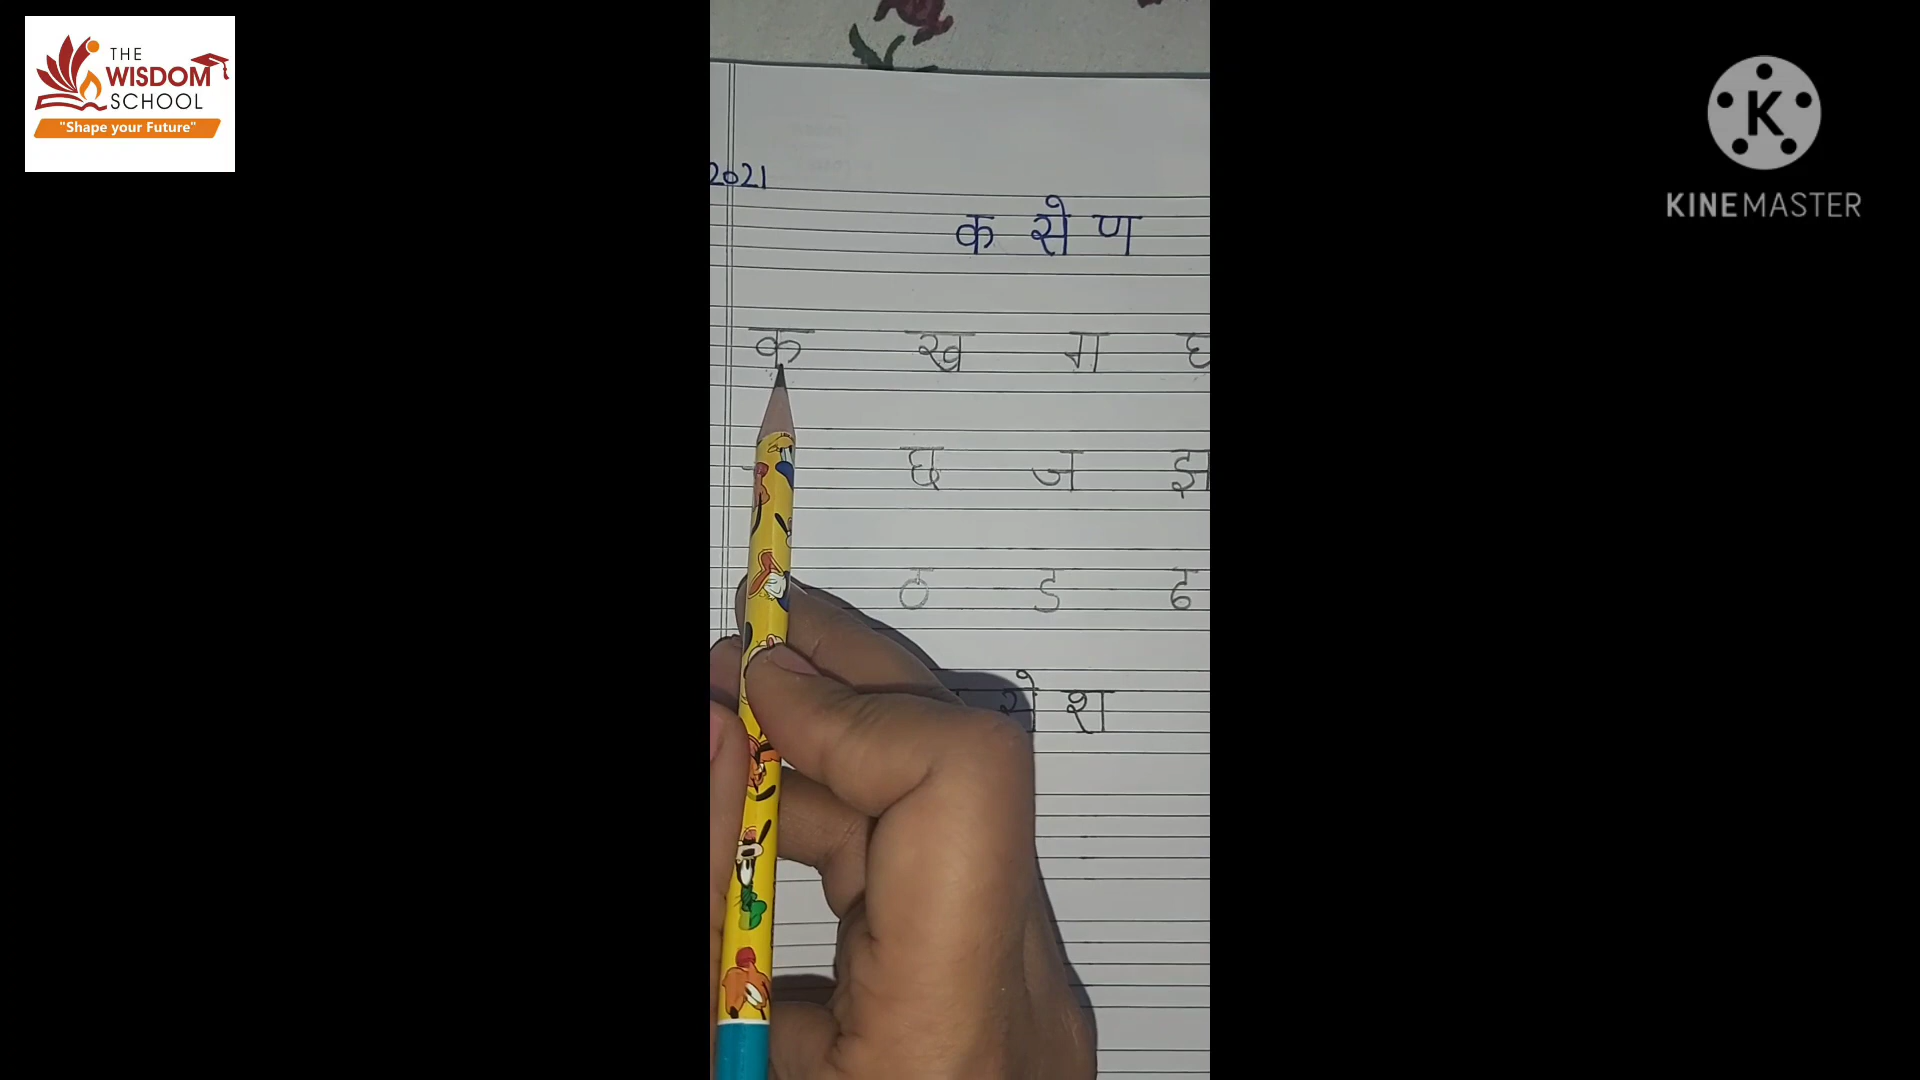 THE
WISDOM
SCHOOL
"Shape your Future"
K
KINEMASTER
2021
क से ण
क ख ग घ
छ ज झ
ठ ड ढ
से श